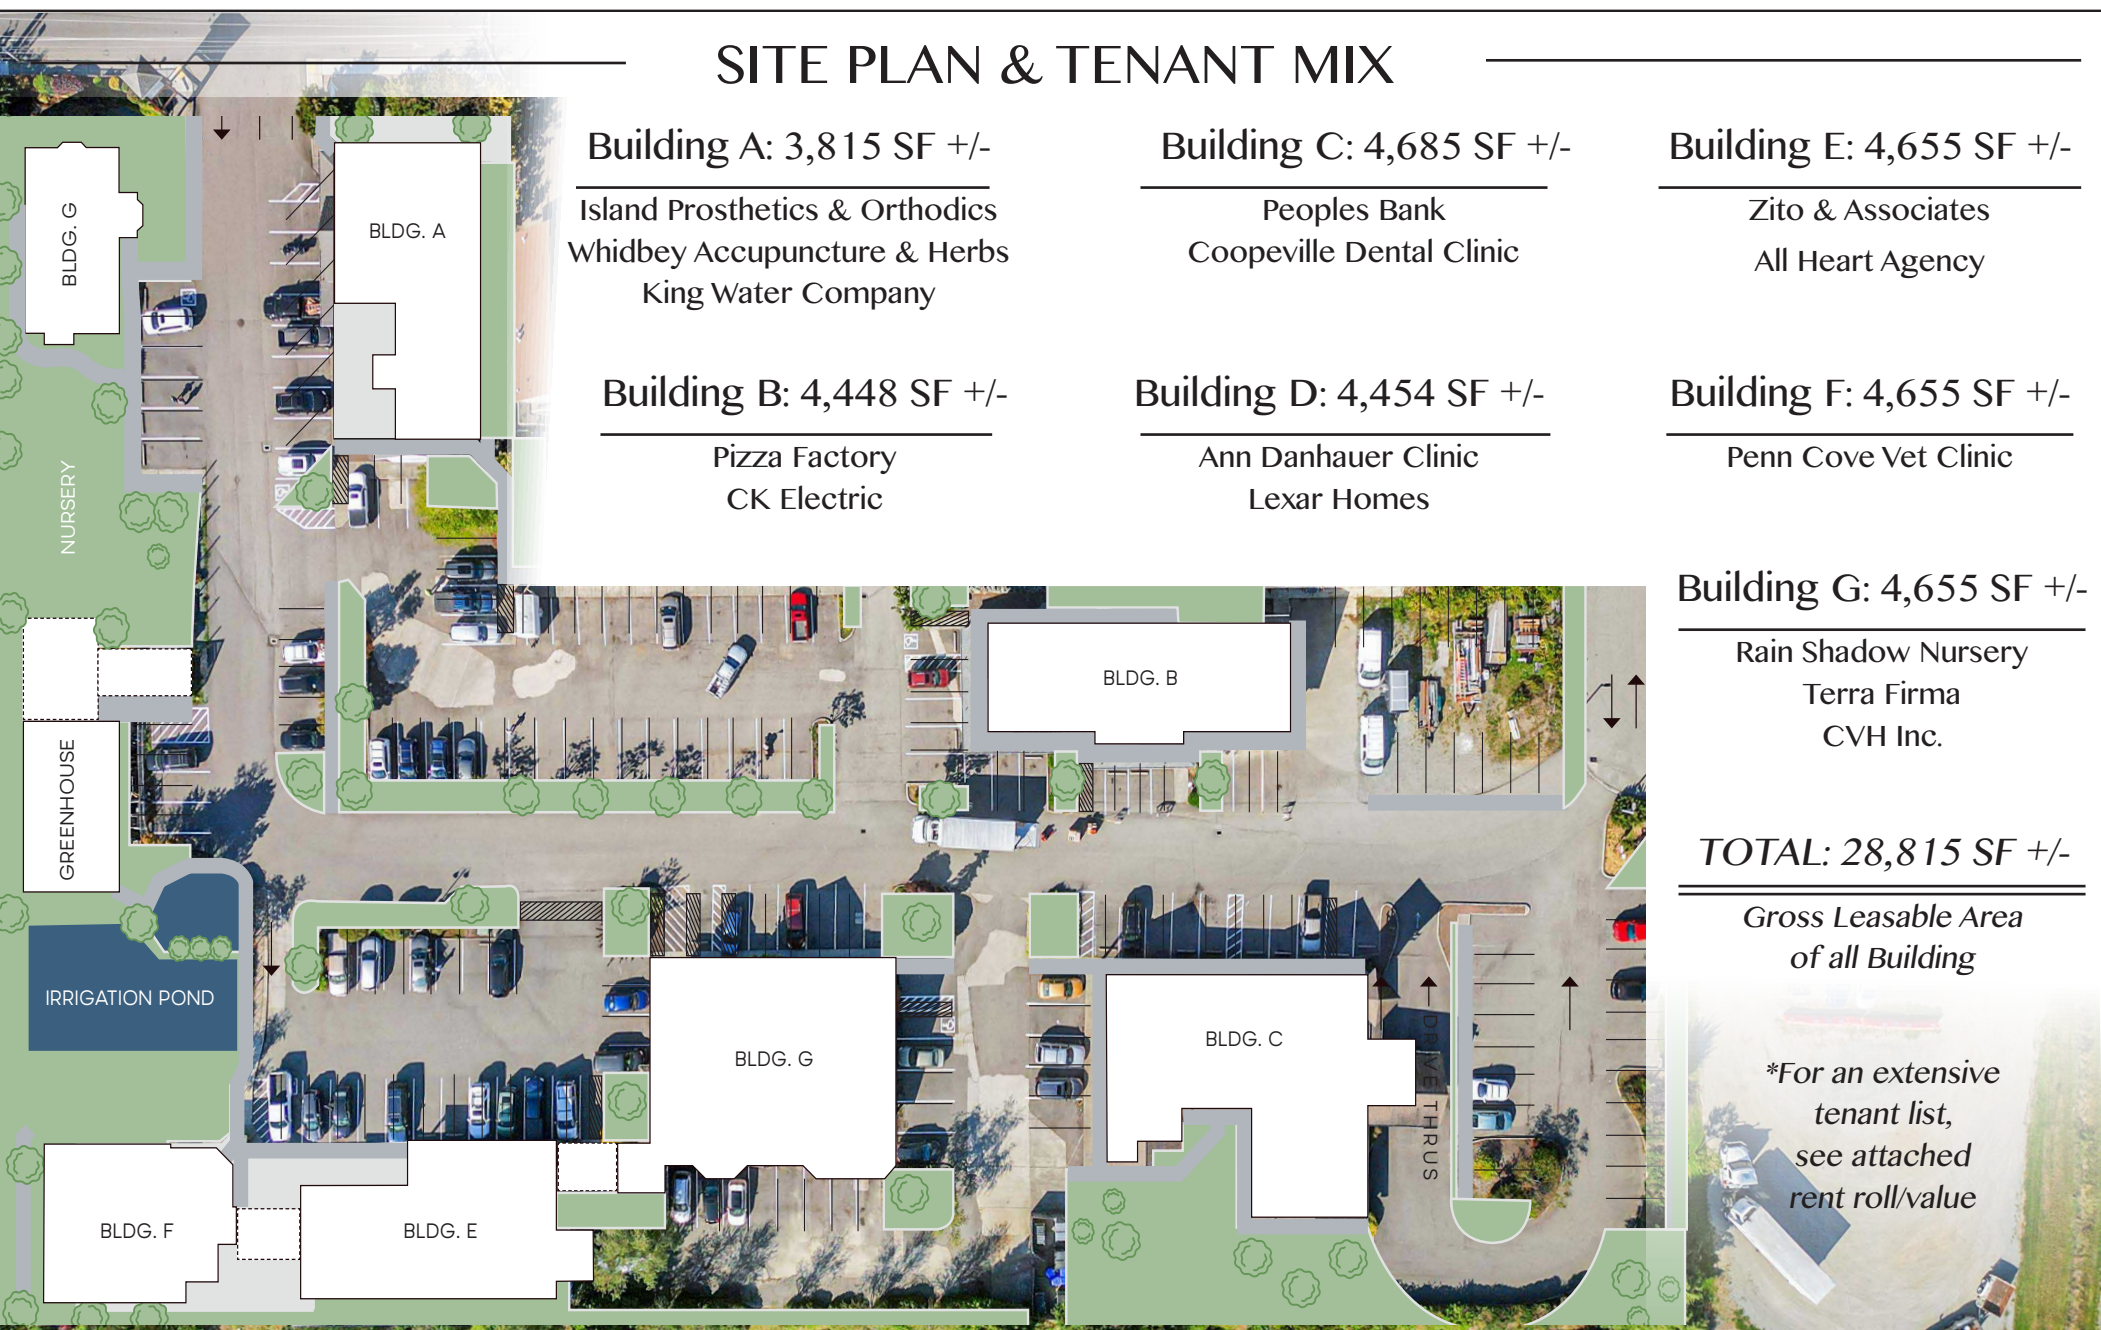 SITE PLAN & TENANT MIX
Building A: 3,815 SF +/-
Island Prosthetics & Orthodics
Whidbey Accupuncture & Herbs
King Water Company
Building C: 4,685 SF +/-
Peoples Bank
Coopeville Dental Clinic
Building E: 4,655 SF +/-
Zito & Associates
All Heart Agency
Building B: 4,448 SF +/-
Pizza Factory
CK Electric
Building D: 4,454 SF +/-
Ann Danhauer Clinic
Lexar Homes
Building F: 4,655 SF +/-
Penn Cove Vet Clinic
Building G: 4,655 SF +/-
Rain Shadow Nursery
Terra Firma
CVH Inc.
TOTAL: 28,815 SF +/-
Gross Leasable Area
of all Building
*For an extensive
tenant list,
see attached
rent roll/value
BLDG. G
BLDG. A
NURSERY
BLDG. B
GREENHOUSE
IRRIGATION POND
BLDG. G
BLDG. C
DRIVE THRUS
BLDG. F
BLDG. E